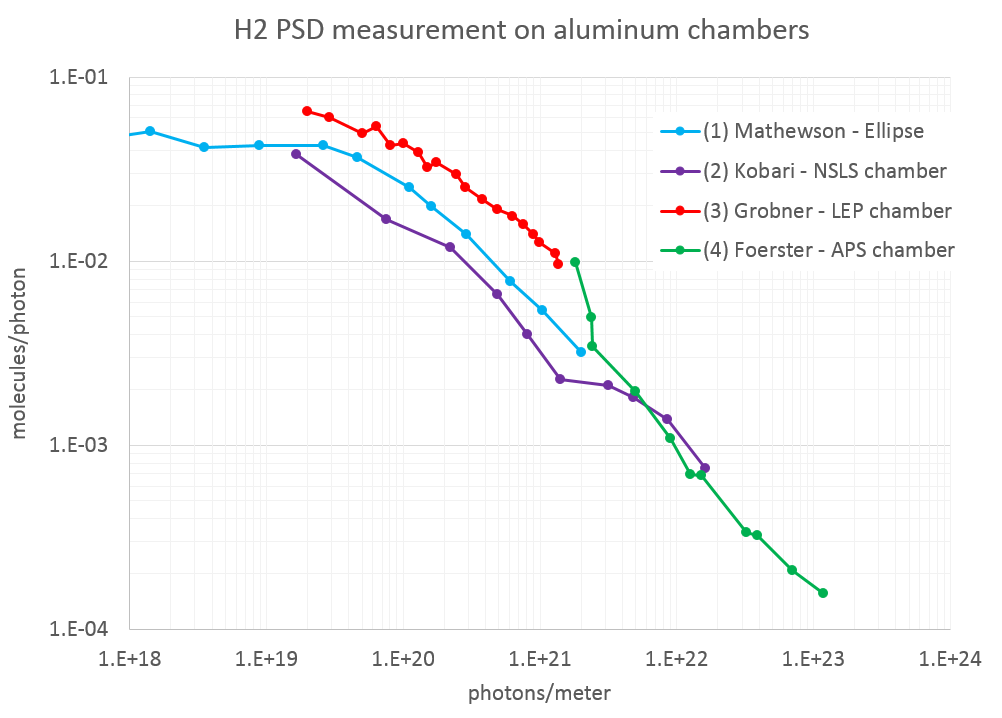 H2 PSD measurement on aluminum chambers
1.E-01
(1) Mathewson - Ellipse
(2) Kobari - NSLS chamber
(3) Grobner - LEP chamber
(4) Foerster - APS chamber
1.E-02
molecules/photon
1.E-03
1.E-04
1.E+18 1.E+19 1.E+20 1.E+21 1.E+22 1.E+23 1.E+24
photons/meter